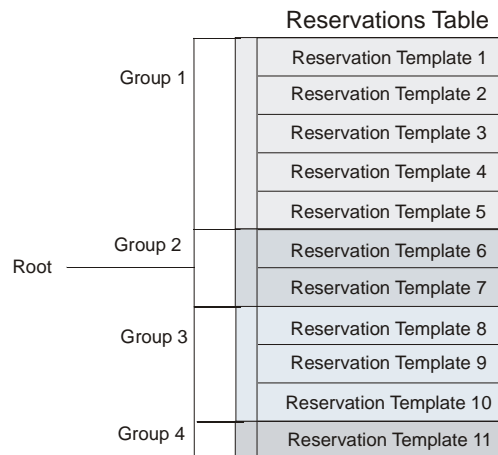 Reservations Table
Group 1
Reservation Template 1
Reservation Template 2
Reservation Template 3
Reservation Template 4
Reservation Template 5
Group 2
Reservation Template 6
Root
Reservation Template 7
Group 3
Reservation Template 8
Reservation Template 9
Reservation Template 10
Group 4
Reservation Template 11